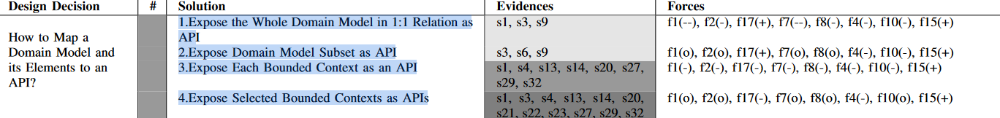 Design Decision # Solution Evidences Forces
How to Map a Domain Model and its Elements to an API?
1.Expose the Whole Domain Model in 1:1 Relation as API s1, s3, s9 f1(--), f2(-), f17(+), f7(--), f8(-), f4(-), f10(-), f15(+)
2.Expose Domain Model Subset as API s3, s6, s9 f1(o), f2(o), f17(+), f7(o), f8(o), f4(-), f10(-), f15(+)
3.Expose Each Bounded Context as an API s1, s4, s13, s14, s20, s27, s29, s32 f1(-), f2(-), f17(-), f7(-), f8(-), f4(-), f10(-), f15(+)
4.Expose Selected Bounded Contexts as APIs s1, s3, s4, s13, s14, s20, s21, s22, s23, s27, s29, s32 f1(o), f2(o), f17(-), f7(o), f8(o), f4(-), f10(o), f15(+)